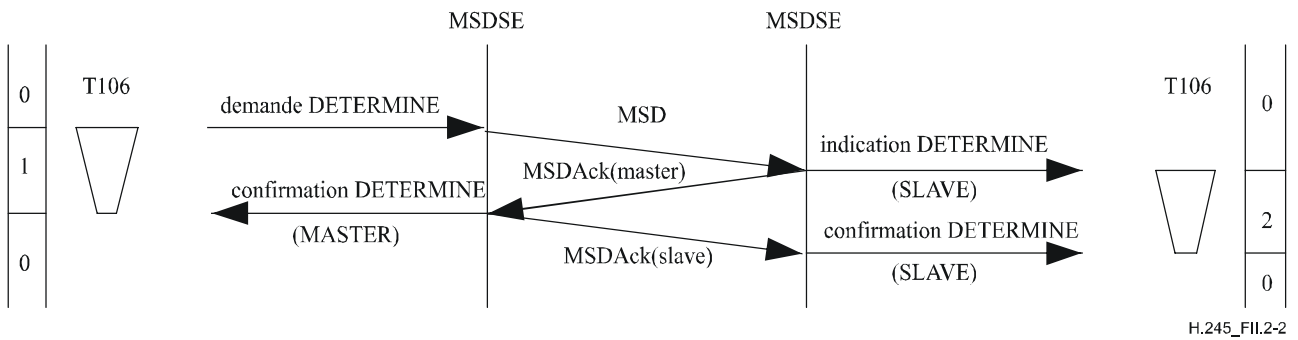 MSDSE
MSDSE
T106
T106
0
0
demande DETERMINE
MSD
indication DETERMINE
1
MSDAck(master)
(SLAVE)
confirmation DETERMINE
2
(MASTER)
confirmation DETERMINE
MSDAck(slave)
(SLAVE)
0
0
H.245_FII.2-2